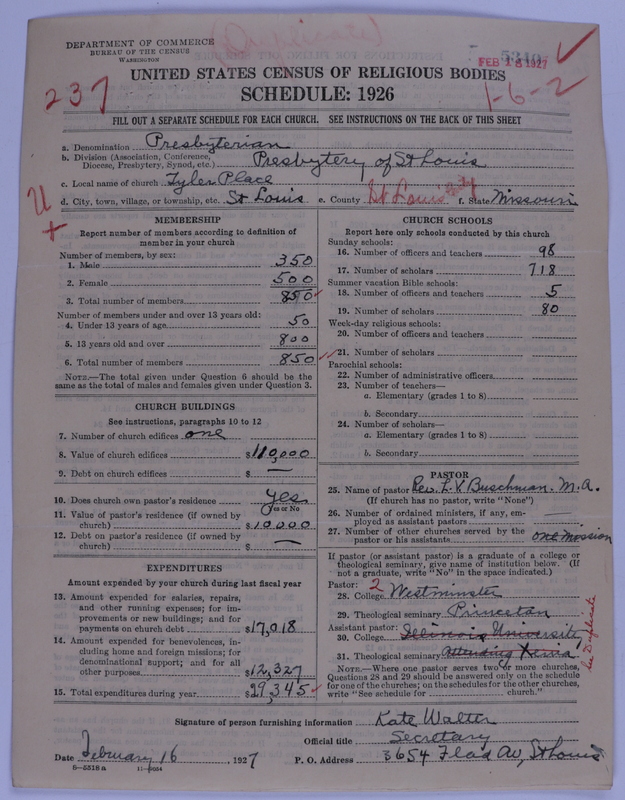 (Duplicate)
DEPARTMENT OF COMMERCE
BUREAU OF THE CENSUS
WASHINGTON
FEB 18 1927
237
1-6-2
UNITED STATES CENSUS OF RELIGIOUS BODIES
SCHEDULE: 1926
FILL OUT A SEPARATE SCHEDULE FOR EACH CHURCH. SEE INSTRUCTIONS ON THE BACK OF THIS SHEET
a. Denomination Presbyterian
b. Division (Association, Conference, Diocese, Presbytery, Synod, etc.) Presbytery of St Louis
c. Local name of church Tyler Place
d. City, town, village, or township, etc. St Louis e. County St Louis City f. State Missouri
U
+
MEMBERSHIP
Report number of members according to definition of
member in your church
Number of members, by sex:
1. Male 350
2. Female 500
3. Total number of members 850
Number of members under and over 13 years old:
4. Under 13 years of age 50
5. 13 years old and over 800
6. Total number of members 850
NOTE.—The total given under Question 6 should be the
same as the total of males and females given under Question 3.
CHURCH BUILDINGS
See instructions, paragraphs 10 to 12
7. Number of church edifices one
8. Value of church edifices $110,000
9. Debt on church edifices $ —
10. Does church own pastor's residence yes
Yes or No
11. Value of pastor's residence (if owned by
church) $10000
12. Debt on pastor's residence (if owned by
church) $ —
EXPENDITURES
Amount expended by your church during last fiscal year
13. Amount expended for salaries, repairs,
and other running expenses; for im-
provements or new buildings; and for
payments on church debt $17,018
14. Amount expended for benevolences, in-
cluding home and foreign missions; for
denominational support; and for all
other purposes $12,327
15. Total expenditures during year $29,345
CHURCH SCHOOLS
Report here only schools conducted by this church
Sunday schools:
16. Number of officers and teachers 98
17. Number of scholars 718
Summer vacation Bible schools:
18. Number of officers and teachers 5
19. Number of scholars 80
Week-day religious schools:
20. Number of officers and teachers
21. Number of scholars
Parochial schools:
22. Number of administrative officers
23. Number of teachers—
a. Elementary (grades 1 to 8)
b. Secondary
24. Number of scholars—
a. Elementary (grades 1 to 8)
b. Secondary
PASTOR
25. Name of pastor Rev. L. V. Buschman. M.A.
(If church has no pastor, write "None")
26. Number of ordained ministers, if any, em-
ployed as assistant pastors —
27. Number of other churches served by the
pastor or his assistants one mission
If pastor (or assistant pastor) is a graduate of a college or
theological seminary, give name of institution below. (If
not a graduate, write "No" in the space indicated.)
Pastor: 2
28. College Westminster
29. Theological seminary Princeton
Assistant pastor:
30. College Illinois University
31. Theological seminary Attending Xenia
NOTE.—Where one pastor serves two or more churches,
Questions 28 and 29 should be answered only on the schedule
for one of the churches; on the schedules for the other churches,
write "See schedule for church."
Duplicate
Signature of person furnishing information Kate Walter
Official title Secretary
Date February 16, 1927 P. O. Address 3654 Flad Av, St Louis
8—5518 a